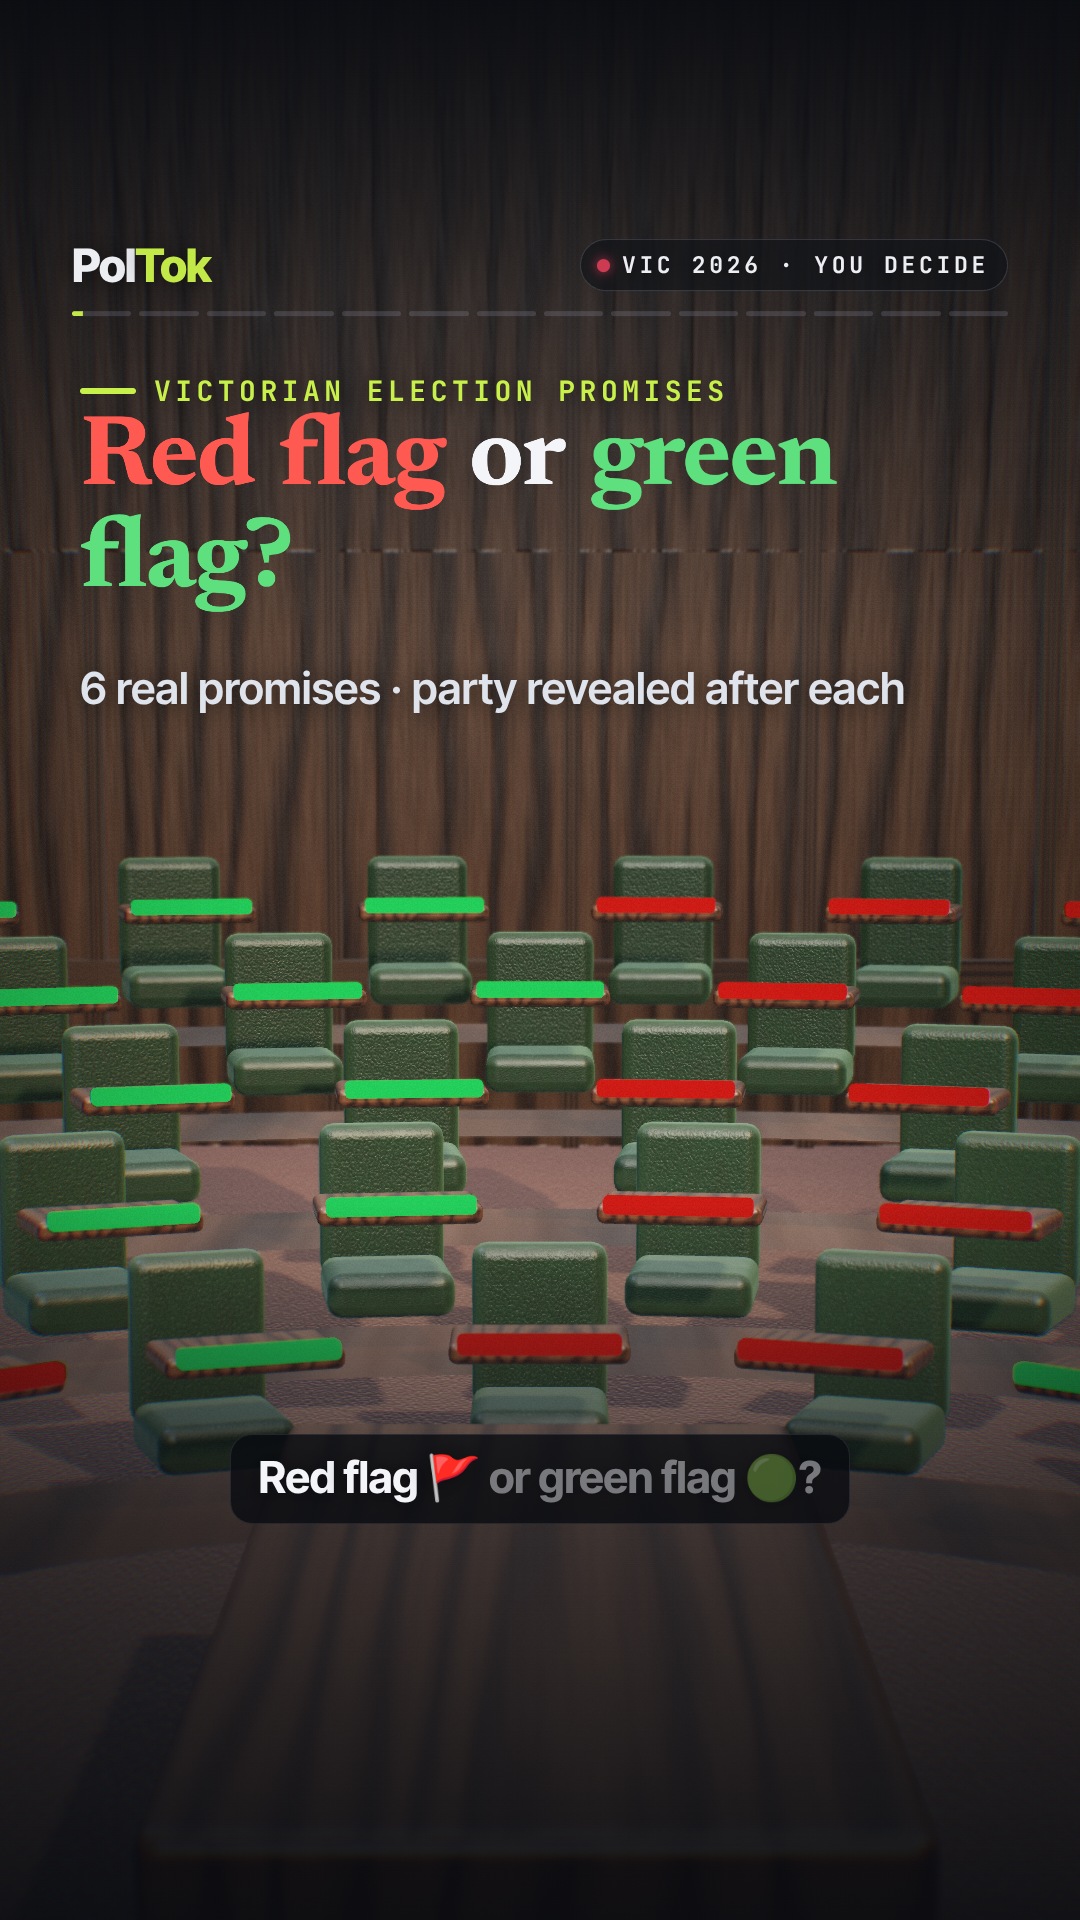 PolTok
VIC 2026 · YOU DECIDE
VICTORIAN ELECTION PROMISES
Red flag or green
flag?
6 real promises · party revealed after each
Red flag 🚩 or green flag 🟢?